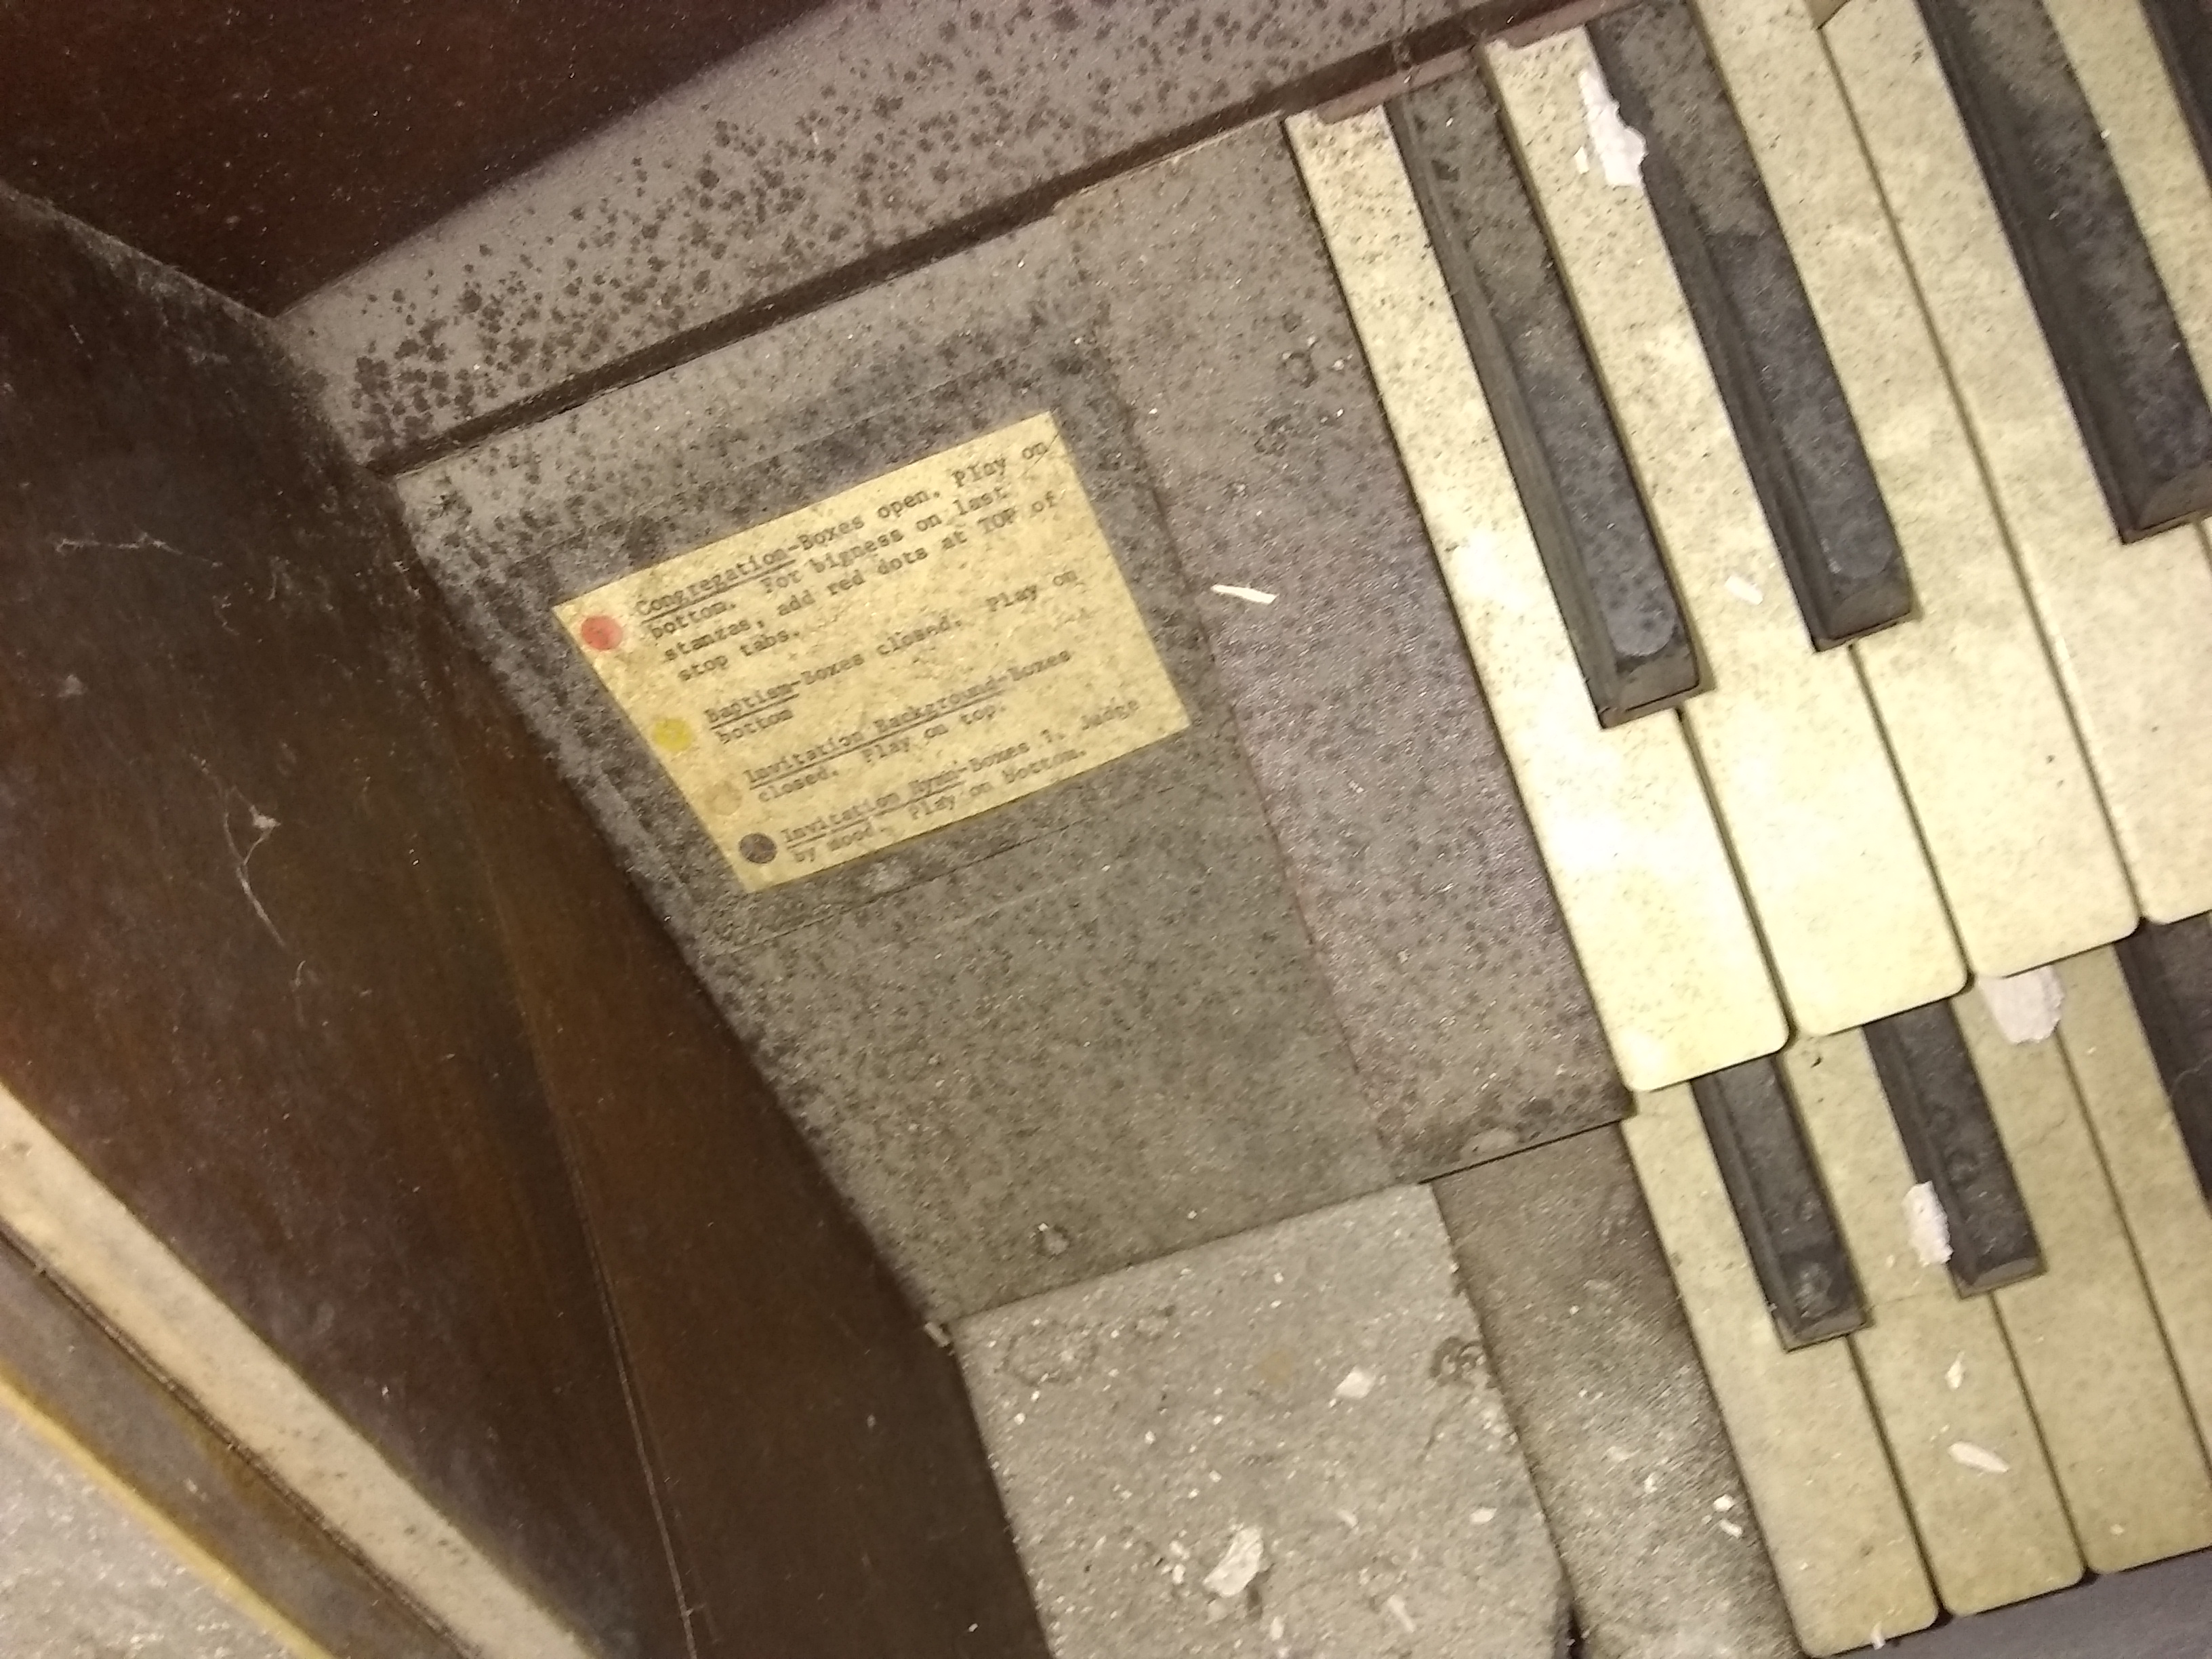 Congregation-Boxes open. Play on
bottom. For bigness on last
stanzas, add red dots at TOP of
stop tabs.
Baptism-Boxes closed. Play on
bottom
Invitation Background-Boxes
closed. Play on top.
Invitation Hymn-Boxes ?. Judge
by mood. Play on Bottom.